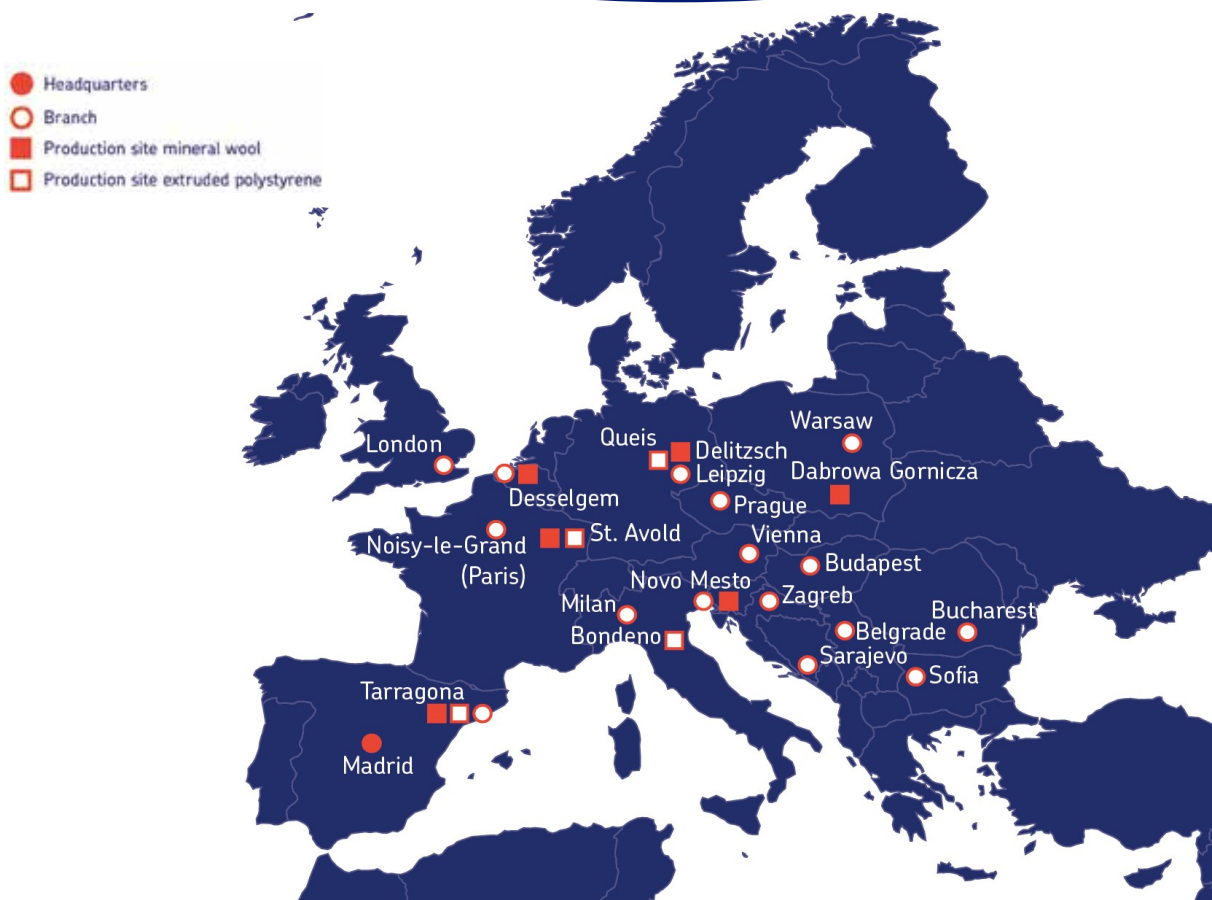 Headquarters
Branch
Production site mineral wool
Production site extruded polystyrene
Warsaw
London
Queis
Delitzsch
Dabrowa Gornicza
Leipzig
Desselgem
Prague
St. Avold
Vienna
Noisy-le-Grand
(Paris)
Budapest
Novo Mesto
Zagreb
Milan
Bucharest
Bondeno
Belgrade
Sarajevo
Sofia
Tarragona
Madrid